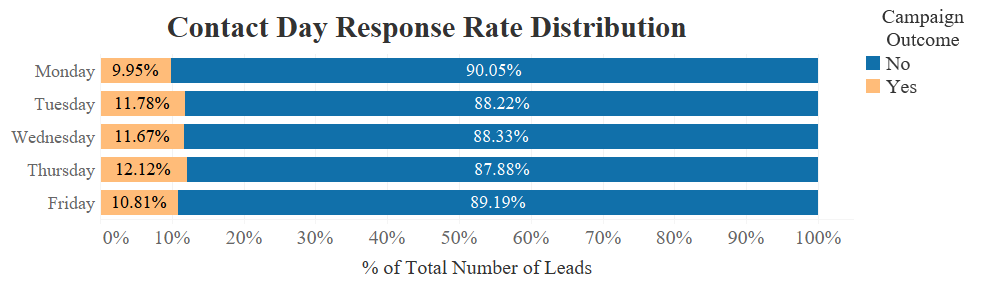 Contact Day Response Rate Distribution
Campaign
Outcome
No
Yes
Monday 9.95% 90.05%
Tuesday 11.78% 88.22%
Wednesday 11.67% 88.33%
Thursday 12.12% 87.88%
Friday 10.81% 89.19%
0% 10% 20% 30% 40% 50% 60% 70% 80% 90% 100%
% of Total Number of Leads